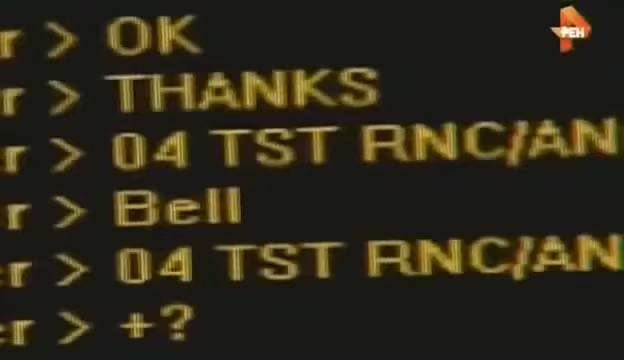 РЕН
r > OK
r > THANKS
r > 04 TST RNC/AN
r > Bell
er > 04 TST RNC/AN
er > +?